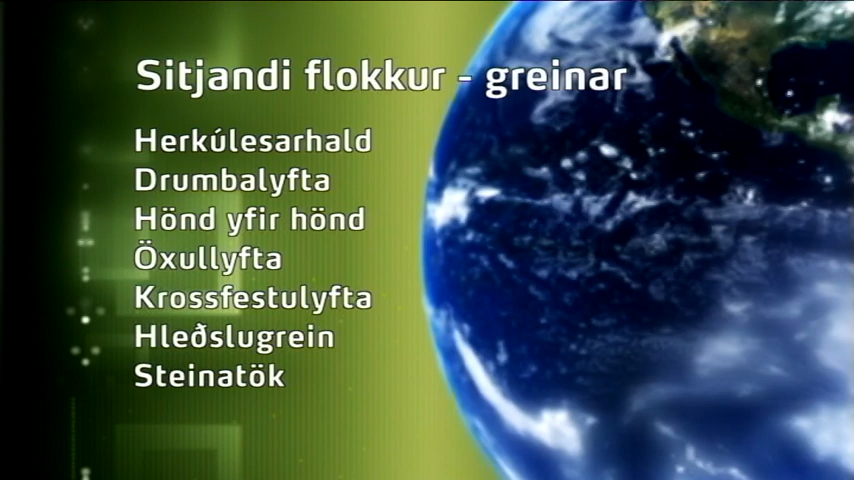 Sitjandi flokkur - greinar
Herkúlesarhald
Drumbalyfta
Hönd yfir hönd
Öxullyfta
Krossfestulyfta
Hleðslugrein
Steinatök